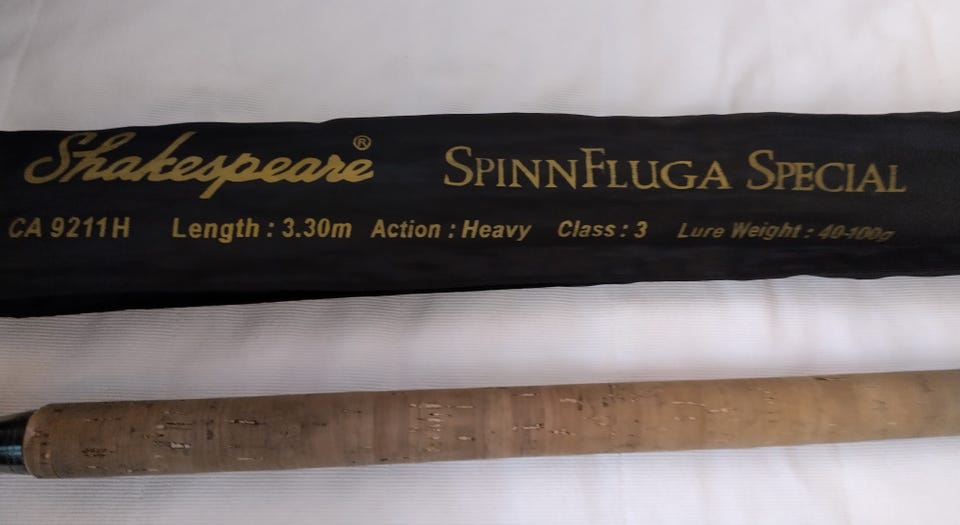 Shakespeare® SPINNFLUGA SPECIAL
CA 9211H Length : 3.30m Action : Heavy Class : 3 Lure Weight : 40-100g